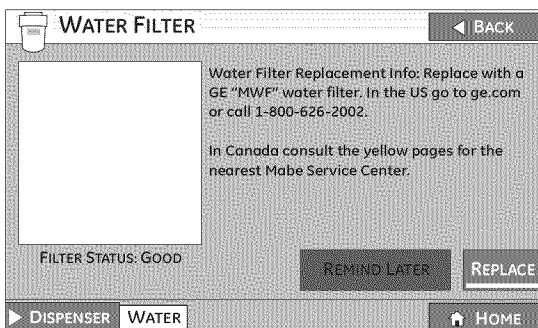 WATER FILTER
BACK
Water Filter Replacement Info: Replace with a
GE "MWF" water filter. In the US go to ge.com
or call 1-800-626-2002.
In Canada consult the yellow pages for the
nearest Mabe Service Center.
FILTER STATUS: GOOD
REMIND LATER
REPLACE
DISPENSER
WATER
HOME